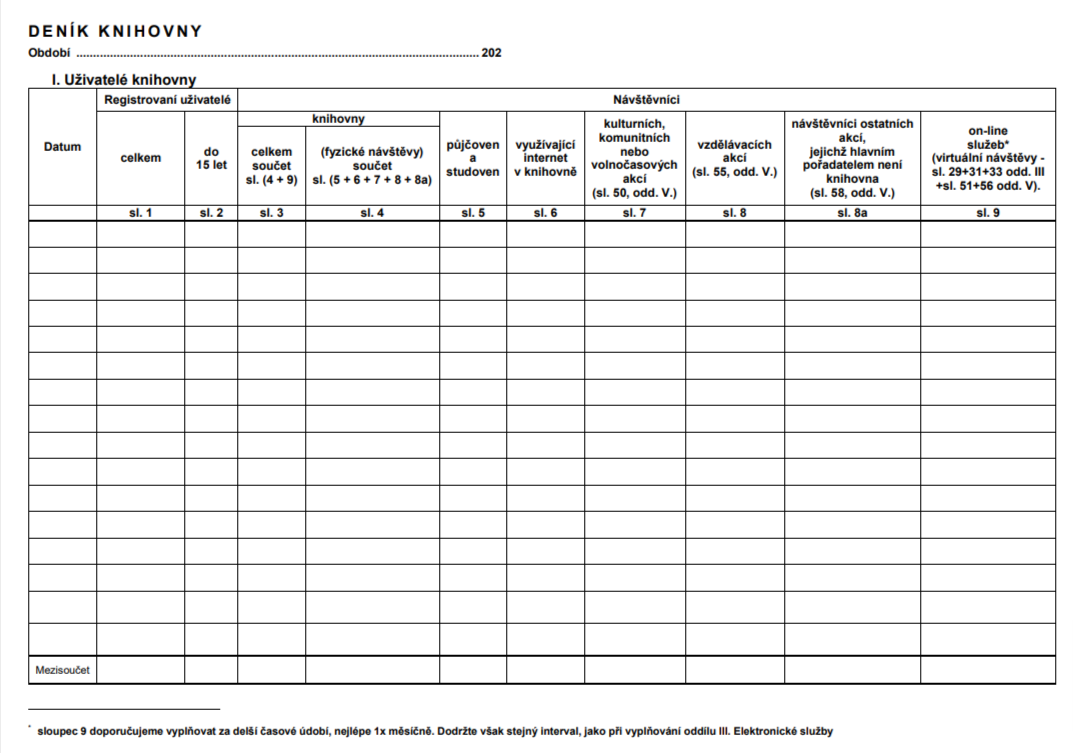 DENÍK KNIHOVNY
Období ........................................................................................................................ 202
I. Uživatelé knihovny
Registrovaní uživatelé
Návštěvníci
Datum
celkem
do
15 let
knihovny
celkem
součet
sl. (4 + 9)
(fyzické návštěvy)
součet
sl. (5 + 6 + 7 + 8 + 8a)
půjčoven
a
studoven
využívající
internet
v knihovně
kulturních,
komunitních
nebo
volnočasových
akcí
(sl. 50, odd. V.)
vzdělávacích
akcí
(sl. 55, odd. V.)
návštěvníci ostatních
akcí,
jejichž hlavním
pořadatelem není
knihovna
(sl. 58, odd. V.)
on-line
služeb*
(virtuální návštěvy -
sl. 29+31+33 odd. III
+sl. 51+56 odd. V).
sl. 1 sl. 2 sl. 3 sl. 4 sl. 5 sl. 6 sl. 7 sl. 8 sl. 8a sl. 9
Mezisoučet
* sloupec 9 doporučujeme vyplňovat za delší časové údobí, nejlépe 1x měsíčně. Dodržte však stejný interval, jako při vyplňování oddílu III. Elektronické služby